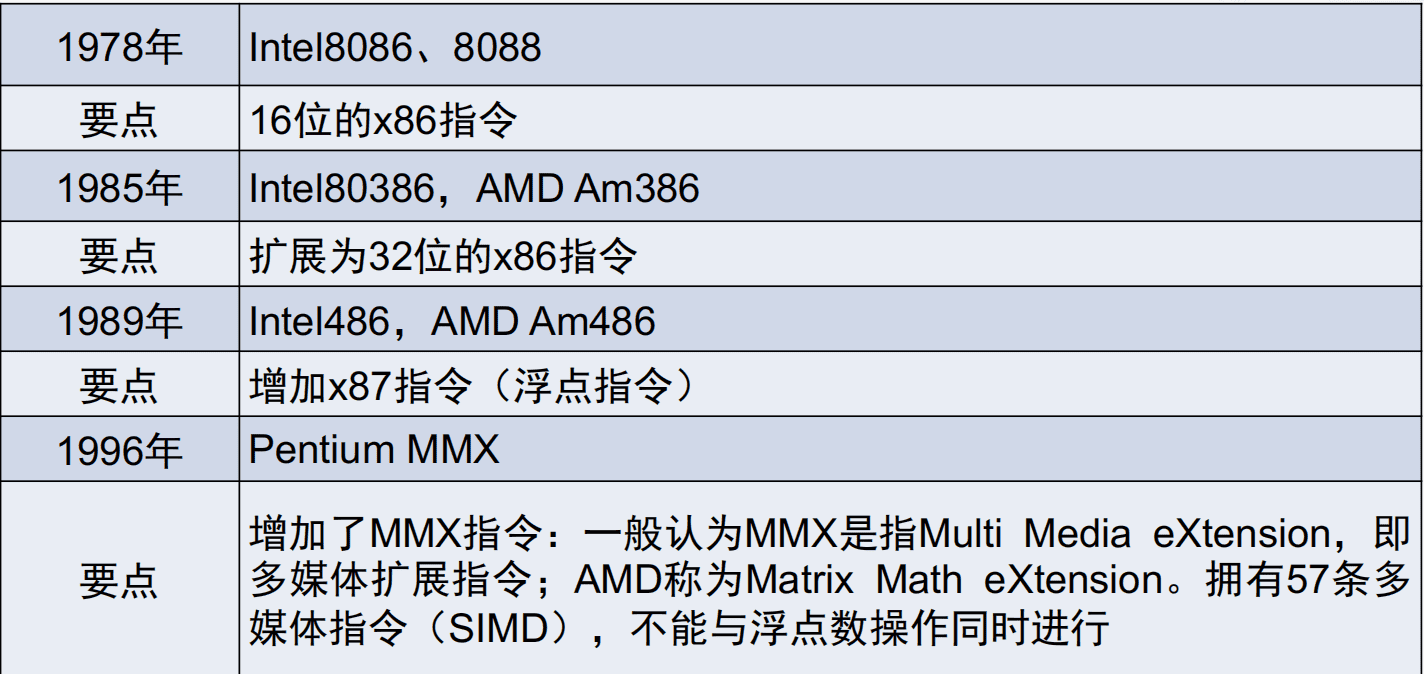 1978年
Intel8086、8088
要点
16位的x86指令
1985年
Intel80386，AMD Am386
要点
扩展为32位的x86指令
1989年
Intel486，AMD Am486
要点
增加x87指令（浮点指令）
1996年
Pentium MMX
要点
增加了MMX指令：一般认为MMX是指Multi Media eXtension，即
多媒体扩展指令；AMD称为Matrix Math eXtension。拥有57条多
媒体指令（SIMD），不能与浮点数操作同时进行